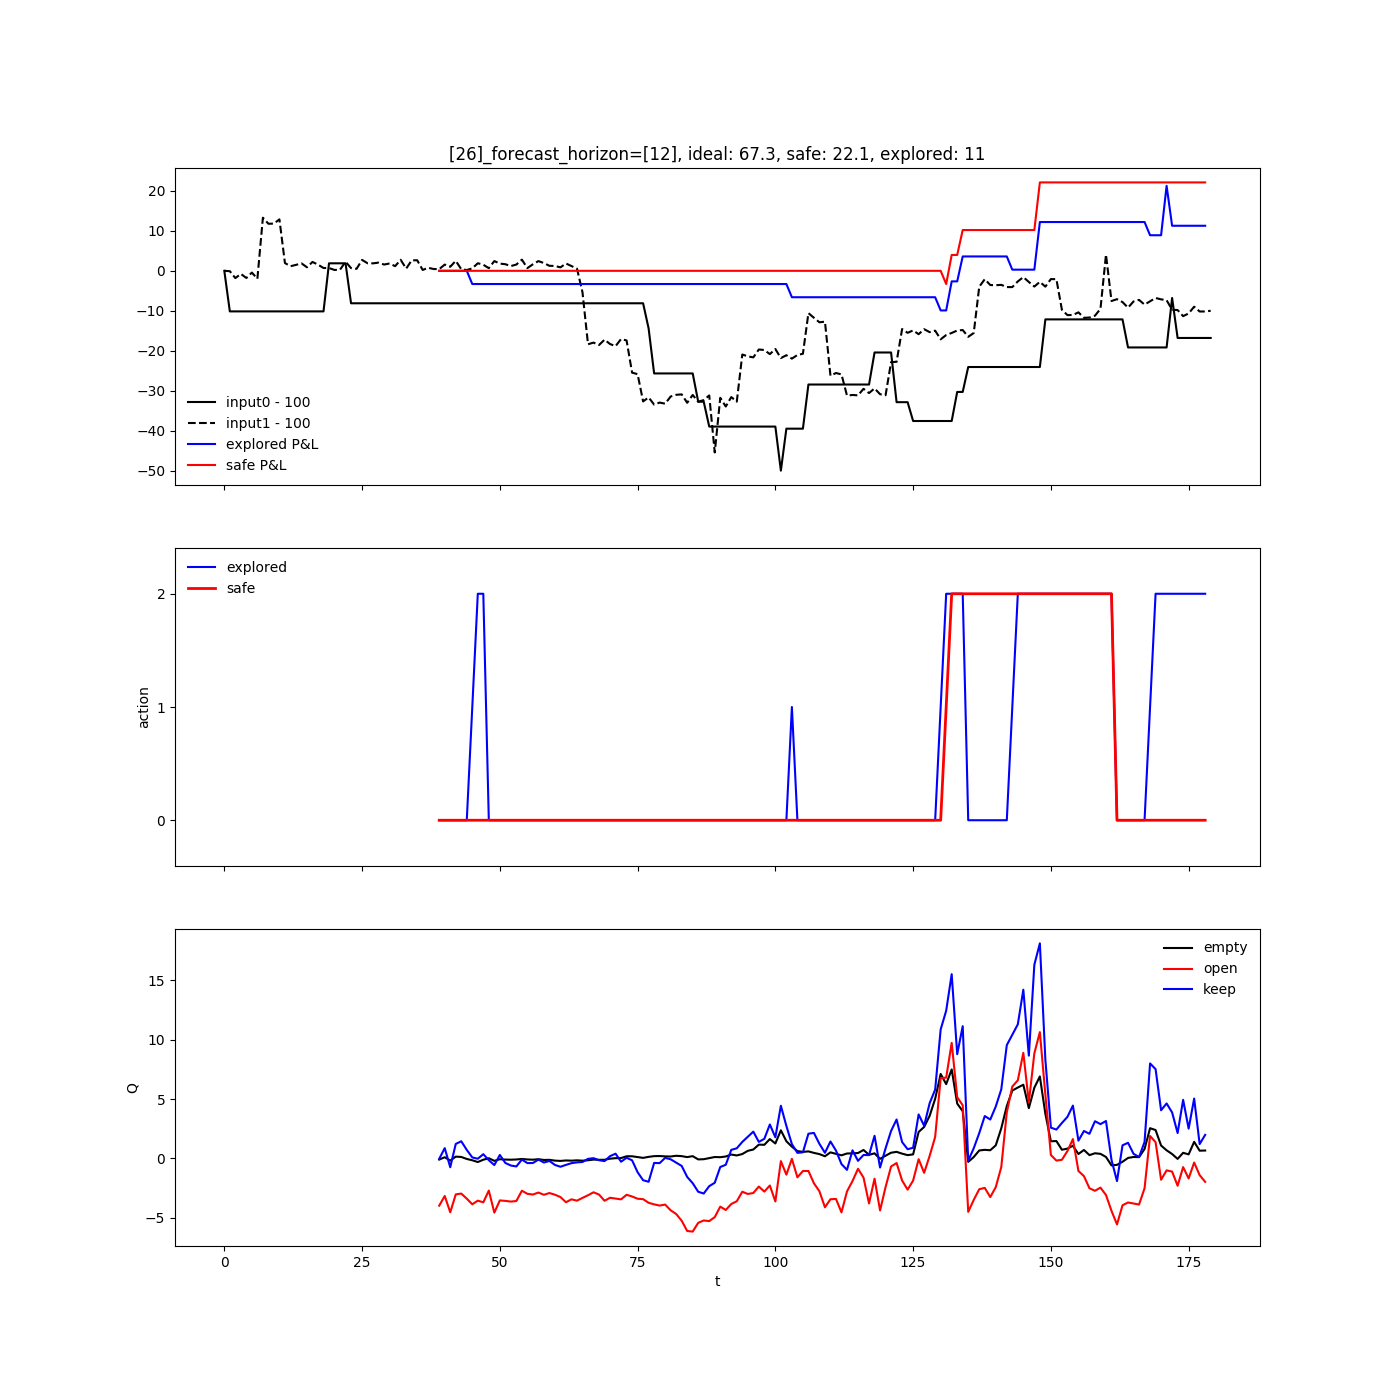 [26]_forecast_horizon=[12], ideal: 67.3, safe: 22.1, explored: 11
20
10
0
−10
−20
−30
−40
−50
input0 - 100
input1 - 100
explored P&L
safe P&L
explored
safe
2
1
0
action
empty
open
keep
15
10
5
0
−5
Q
0 25 50 75 100 125 150 175
t